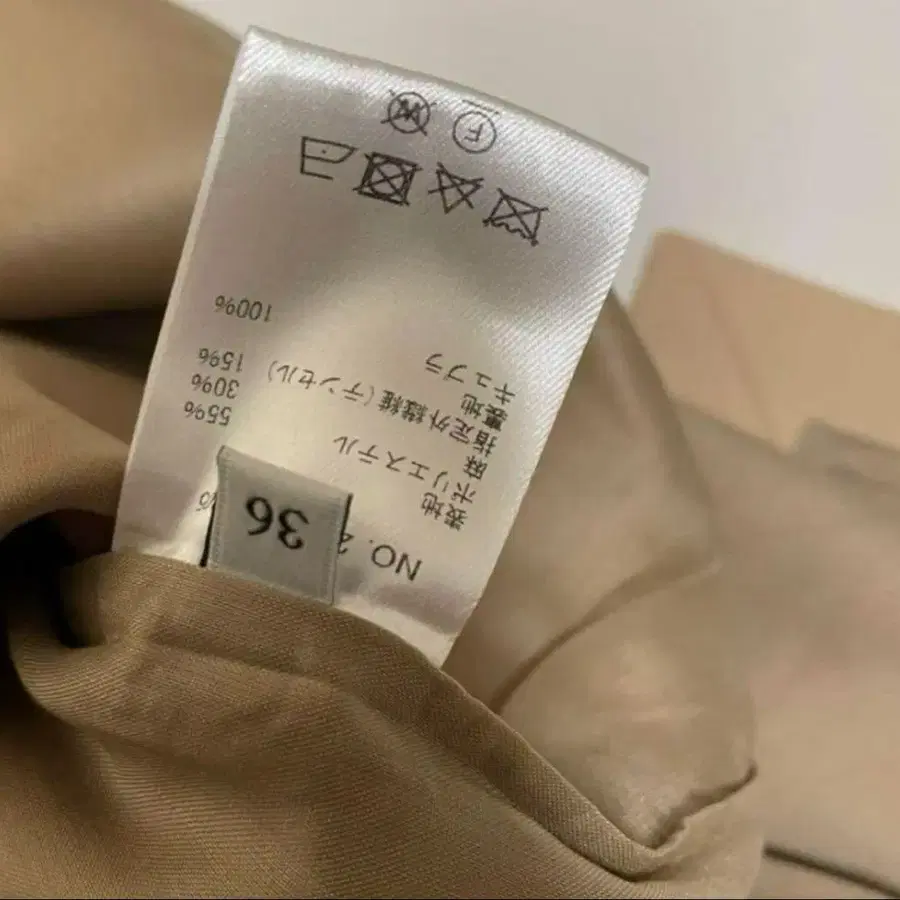 NO.
36
表地
ポリエステル 55%
麻 30%
指定外繊維(テンセル) 15%
裏地
キュプラ 100%
F W